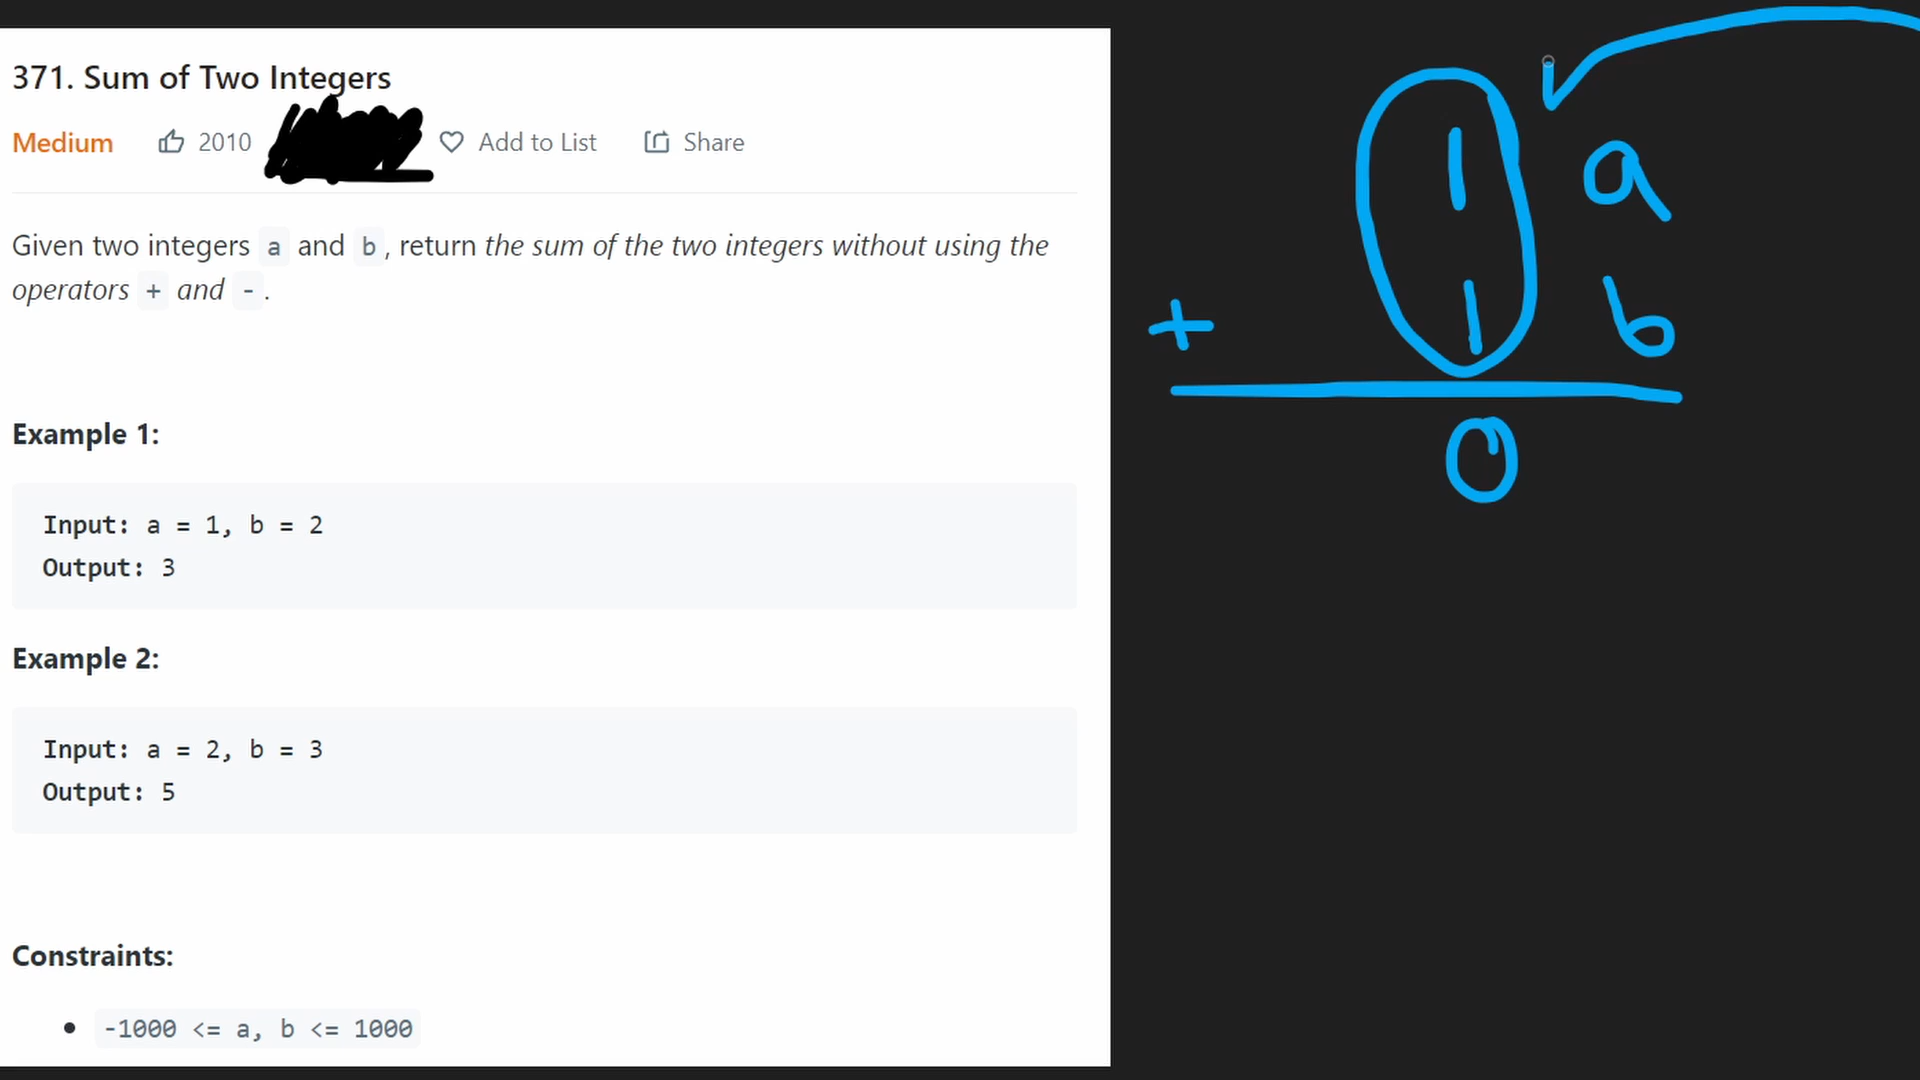 371. Sum of Two Integers
Medium 2010 Add to List Share
Given two integers a and b, return the sum of the two integers without using the
operators + and -.
Example 1:
Input: a = 1, b = 2
Output: 3
Example 2:
Input: a = 2, b = 3
Output: 5
Constraints:
• -1000 <= a, b <= 1000
1 a
+ 1 b
0